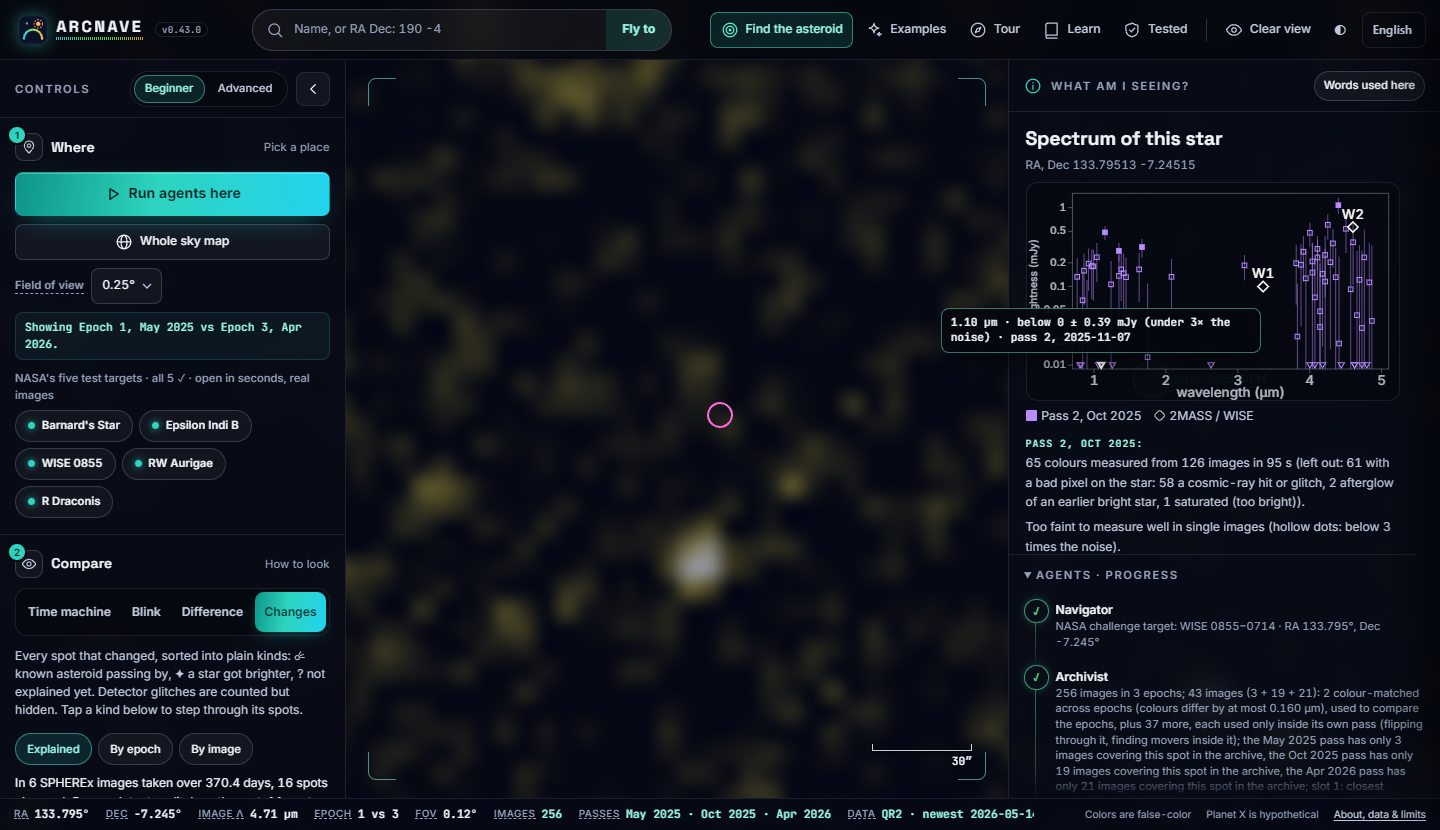 ARCNAVE
v0.43.0
Name, or RA Dec: 190 -4
Fly to
Find the asteroid
Examples
Tour
Learn
Tested
Clear view
English
CONTROLS
Beginner
Advanced
1
Where
Pick a place
Run agents here
Whole sky map
Field of view
0.25°
Showing Epoch 1, May 2025 vs Epoch 3, Apr
2026.
NASA's five test targets · all 5 ✓ · open in seconds, real
images
Barnard's Star
Epsilon Indi B
WISE 0855
RW Aurigae
R Draconis
2
Compare
How to look
Time machine
Blink
Difference
Changes
Every spot that changed, sorted into plain kinds: ☄
known asteroid passing by, ✦ a star got brighter, ? not
explained yet. Detector glitches are counted but
hidden. Tap a kind below to step through its spots.
Explained
By epoch
By image
In 6 SPHEREx images taken over 370.4 days, 16 spots
30″
WHAT AM I SEEING?
Words used here
Spectrum of this star
RA, Dec 133.79513 -7.24515
1
0.5
0.2
0.1
0.01
W1
W2
1.10 µm · below 0 ± 0.39 mJy (under 3× the
noise) · pass 2, 2025-11-07
1
2
3
4
5
wavelength (µm)
Pass 2, Oct 2025
2MASS / WISE
PASS 2, OCT 2025:
65 colours measured from 126 images in 95 s (left out: 61 with
a bad pixel on the star: 58 a cosmic-ray hit or glitch, 2 afterglow
of an earlier bright star, 1 saturated (too bright)).
Too faint to measure well in single images (hollow dots: below 3
times the noise).
▼ AGENTS · PROGRESS
Navigator
NASA challenge target: WISE 0855−0714 · RA 133.795°, Dec
-7.245°
Archivist
256 images in 3 epochs; 43 images (3 + 19 + 21): 2 colour-matched
across epochs (colours differ by at most 0.160 µm), used to compare
the epochs, plus 37 more, each used only inside its own pass (flipping
through it, finding movers inside it); the May 2025 pass has only 3
images covering this spot in the archive, the Oct 2025 pass has only
19 images covering this spot in the archive, the Apr 2026 pass has
only 21 images covering this spot in the archive; slot 1: closest
RA 133.795°
DEC -7.245°
IMAGE Λ 4.71 µm
EPOCH 1 vs 3
FOV 0.12°
IMAGES 256
PASSES May 2025 · Oct 2025 · Apr 2026
DATA QR2 · newest 2026-05-1
Colors are false-color
Planet X is hypothetical
About, data & limits